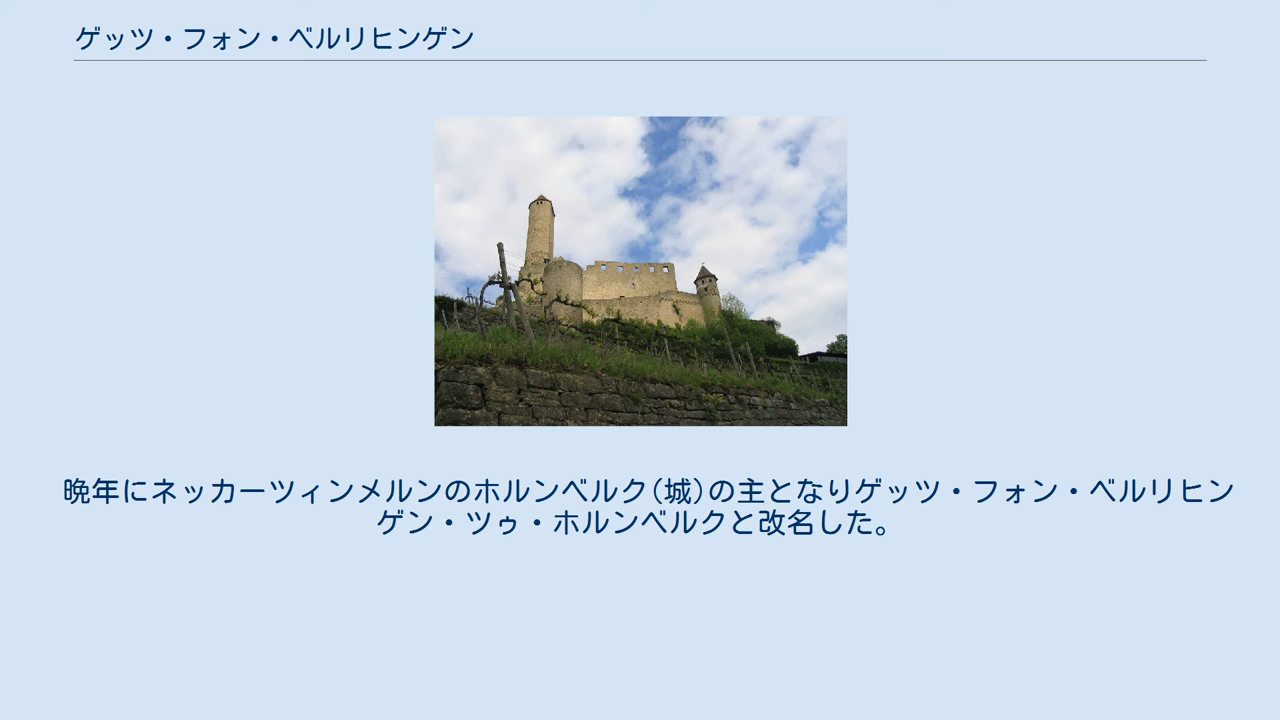 ゲッツ・フォン・ベルリヒンゲン
晩年にネッカーツィンメルンのホルンベルク(城)の主となりゲッツ・フォン・ベルリヒン
ゲン・ツゥ・ホルンベルクと改名した。